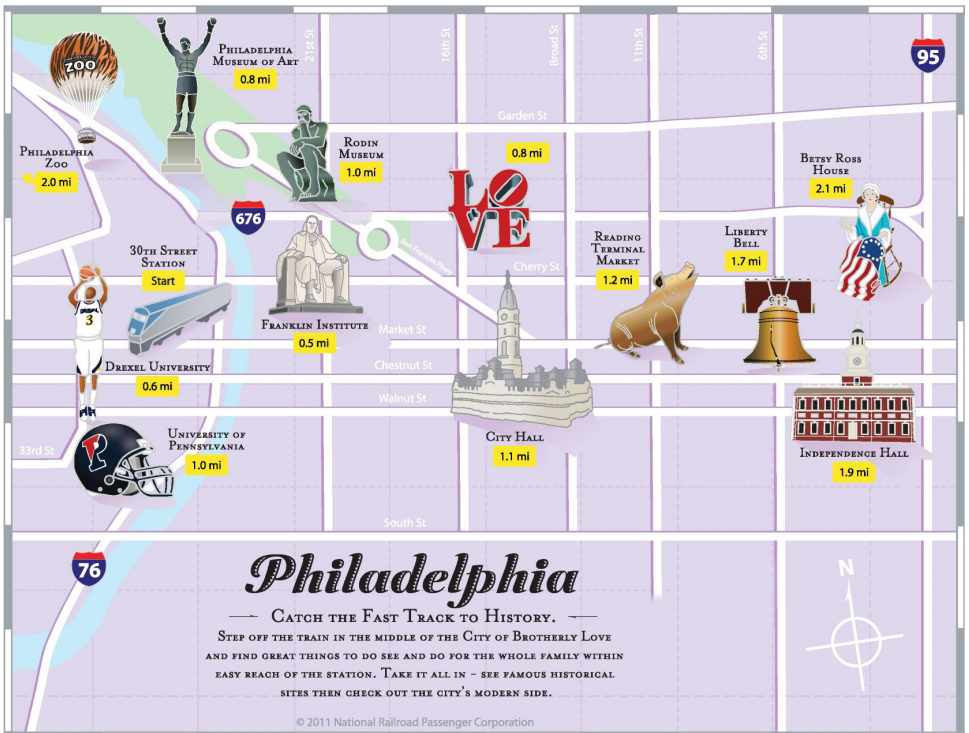 21st St
16th St
Broad St
11th St
6th St
95
ZOO
PHILADELPHIA
MUSEUM OF ART
0.8 mi
Garden St
PHILADELPHIA
ZOO
2.0 mi
RODIN
MUSEUM
1.0 mi
0.8 mi
LOVE
BETSY ROSS
HOUSE
2.1 mi
676
30TH STREET
STATION
Start
Ben Franklin Pkwy
READING
TERMINAL
MARKET
1.2 mi
LIBERTY
BELL
1.7 mi
Cherry St
3
FRANKLIN INSTITUTE
0.5 mi
Market St
DREXEL UNIVERSITY
0.6 mi
Chestnut St
Walnut St
P
UNIVERSITY OF
PENNSYLVANIA
1.0 mi
33rd St
CITY HALL
1.1 mi
INDEPENDENCE HALL
1.9 mi
South St
76
N
Philadelphia
CATCH THE FAST TRACK TO HISTORY.
STEP OFF THE TRAIN IN THE MIDDLE OF THE CITY OF BROTHERLY LOVE
AND FIND GREAT THINGS TO DO SEE AND DO FOR THE WHOLE FAMILY WITHIN
EASY REACH OF THE STATION. TAKE IT ALL IN – SEE FAMOUS HISTORICAL
SITES THEN CHECK OUT THE CITY'S MODERN SIDE.
© 2011 National Railroad Passenger Corporation